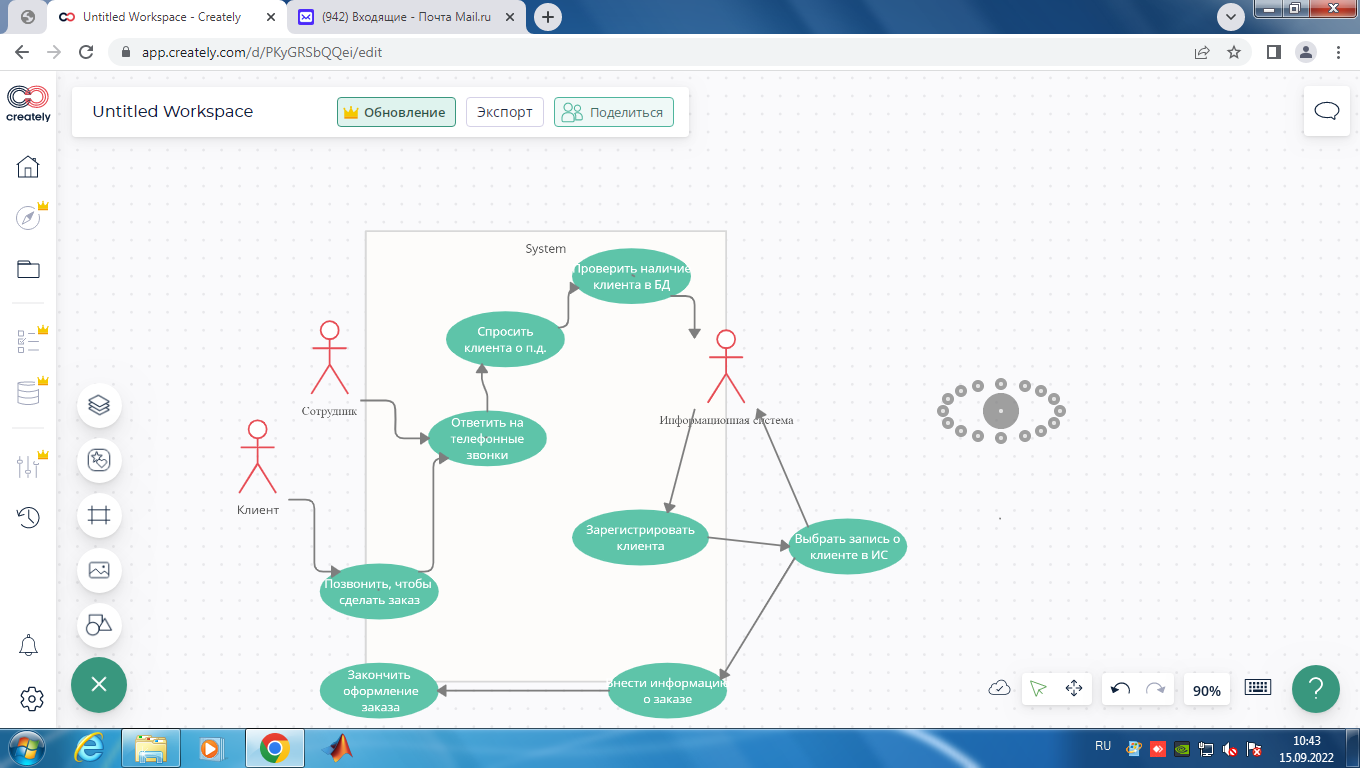 Untitled Workspace - Creately
(942) Входящие - Почта Mail.ru
app.creately.com/d/PKyGRSbQQei/edit
creately
Untitled Workspace
Обновление
Экспорт
Поделиться
System
Проверить наличие
клиента в БД
Спросить
клиента о п.д.
Сотрудник
Информационная система
Ответить на
телефонные
звонки
Клиент
Зарегистрировать
клиента
Выбрать запись о
клиенте в ИС
Позвонить, чтобы
сделать заказ
Закончить
оформление
заказа
Внести информацию
о заказе
90%
?
RU
10:43
15.09.2022